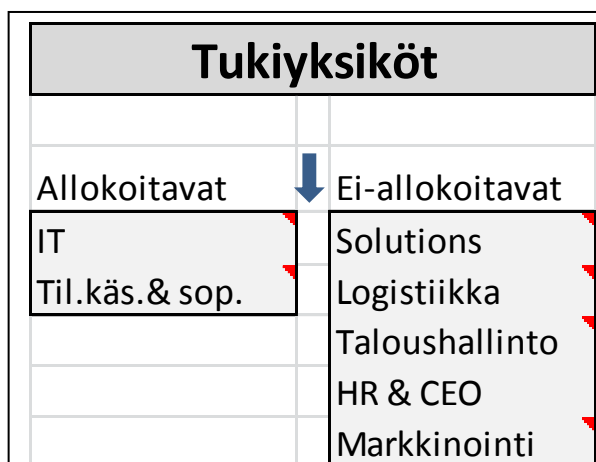 Tukiyksiköt
Allokoitavat Ei-allokoitavat
IT Solutions
Til.käs.& sop. Logistiikka
Taloushallinto
HR & CEO
Markkinointi